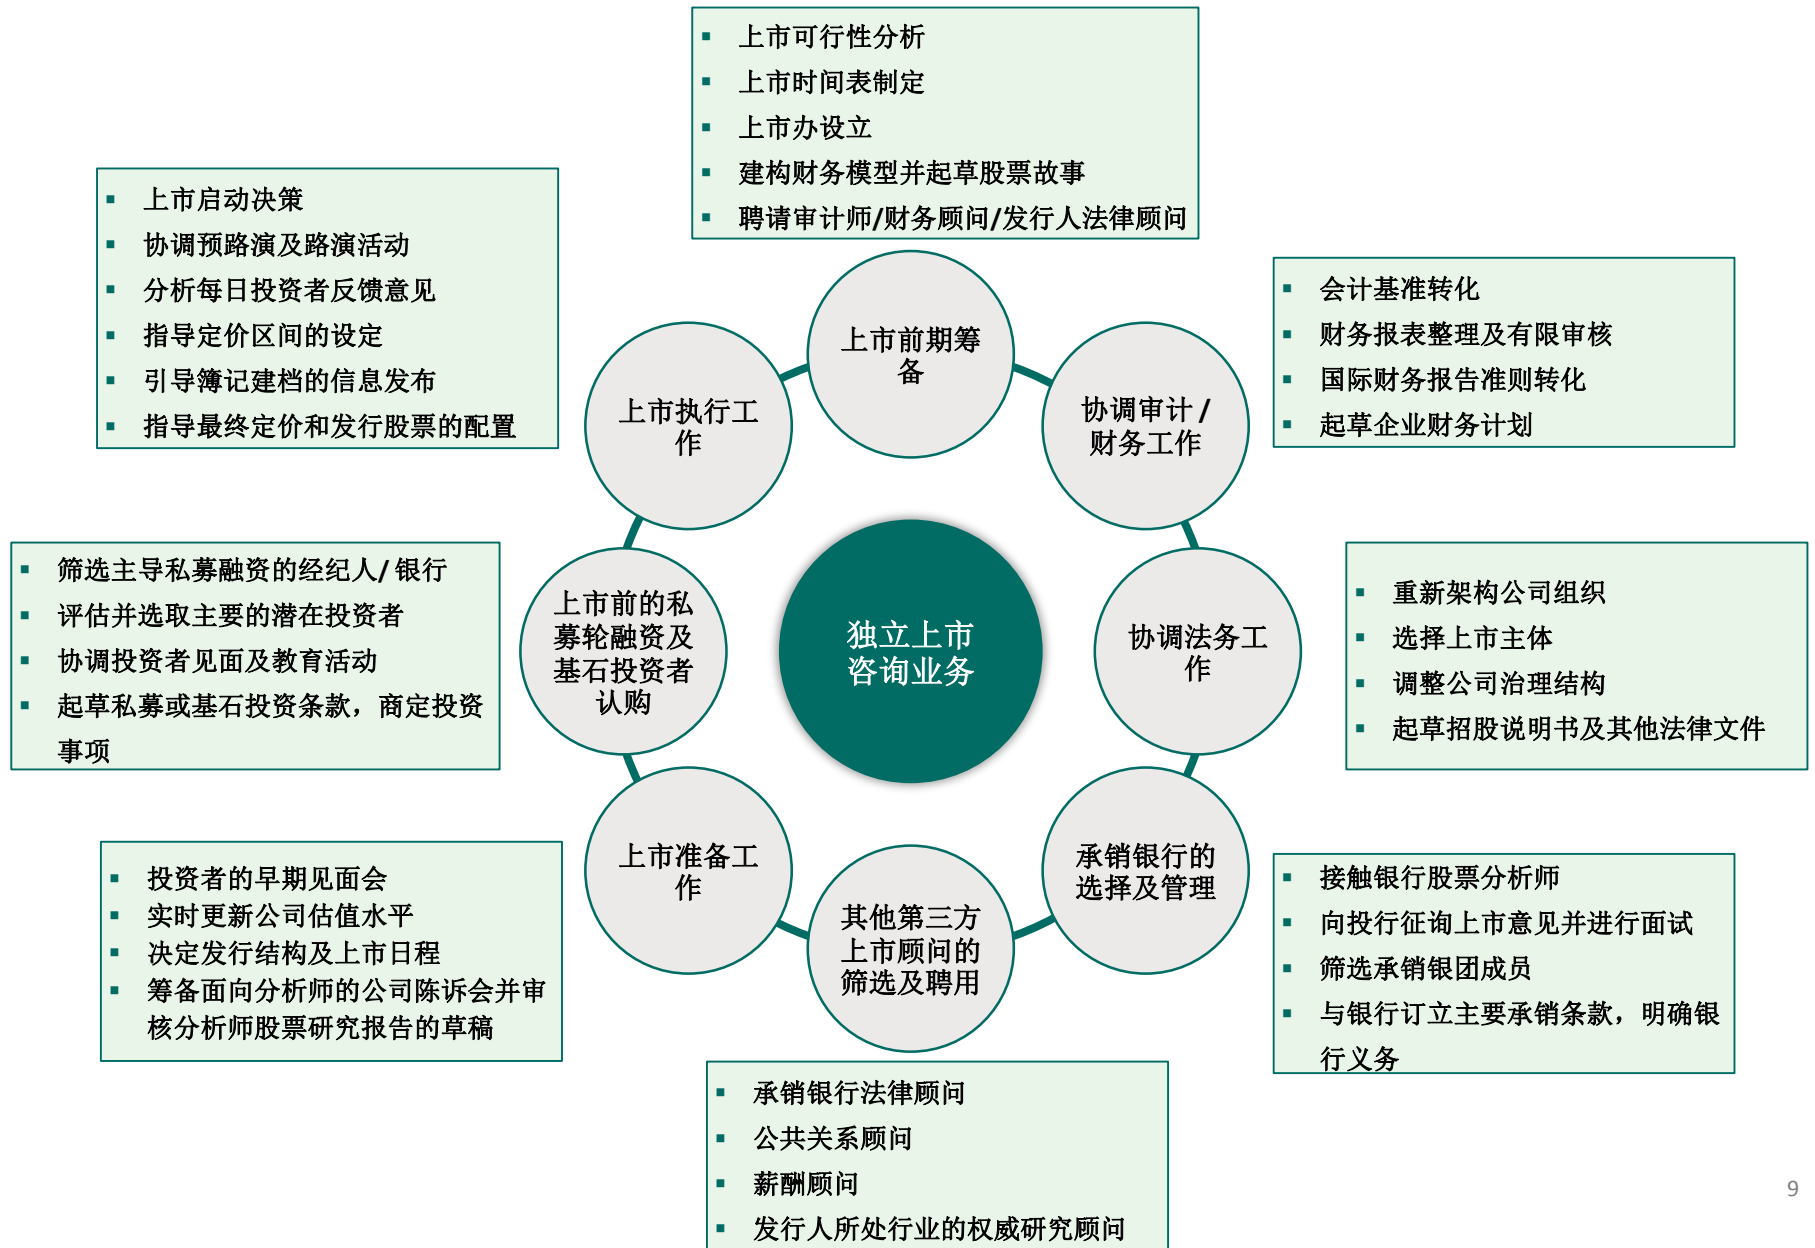 上市可行性分析
上市时间表制定
上市办设立
建构财务模型并起草股票故事
聘请审计师/财务顾问/发行人法律顾问
上市启动决策
协调预路演及路演活动
分析每日投资者反馈意见
指导定价区间的设定
引导簿记建档的信息发布
指导最终定价和发行股票的配置
会计基准转化
财务报表整理及有限审核
国际财务报告准则转化
起草企业财务计划
上市前期筹
备
上市执行工
作
协调审计 /
财务工作
筛选主导私募融资的经纪人/ 银行
评估并选取主要的潜在投资者
协调投资者见面及教育活动
起草私募或基石投资条款，商定投资
事项
上市前的私
募轮融资及
基石投资者
认购
独立上市
咨询业务
协调法务工
作
重新架构公司组织
选择上市主体
调整公司治理结构
起草招股说明书及其他法律文件
投资者的早期见面会
实时更新公司估值水平
决定发行结构及上市日程
筹备面向分析师的公司陈诉会并审
核分析师股票研究报告的草稿
上市准备工
作
其他第三方
上市顾问的
筛选及聘用
承销银行的
选择及管理
接触银行股票分析师
向投行征询上市意见并进行面试
筛选承销银团成员
与银行订立主要承销条款，明确银
行义务
承销银行法律顾问
公共关系顾问
薪酬顾问
发行人所处行业的权威研究顾问
9